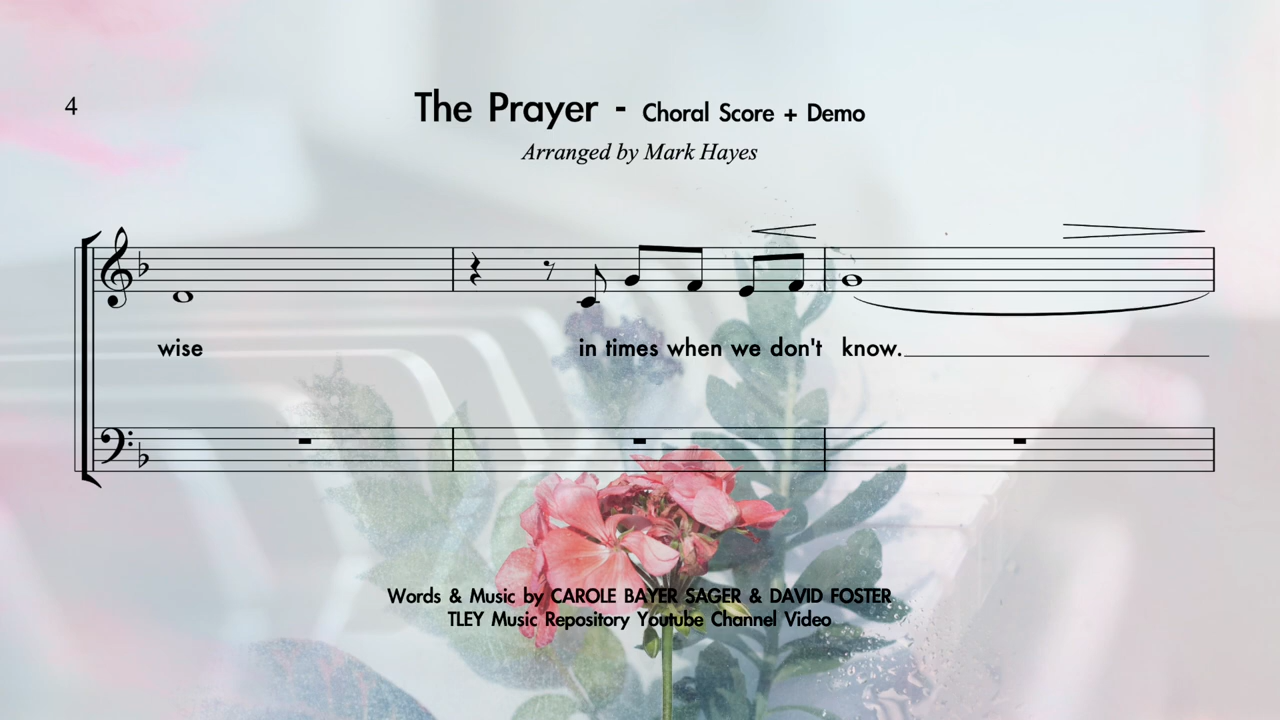 4
The Prayer - Choral Score + Demo
Arranged by Mark Hayes
wise in times when we don't know.
Words & Music by CAROLE BAYER SAGER & DAVID FOSTER
TLEY Music Repository Youtube Channel Video